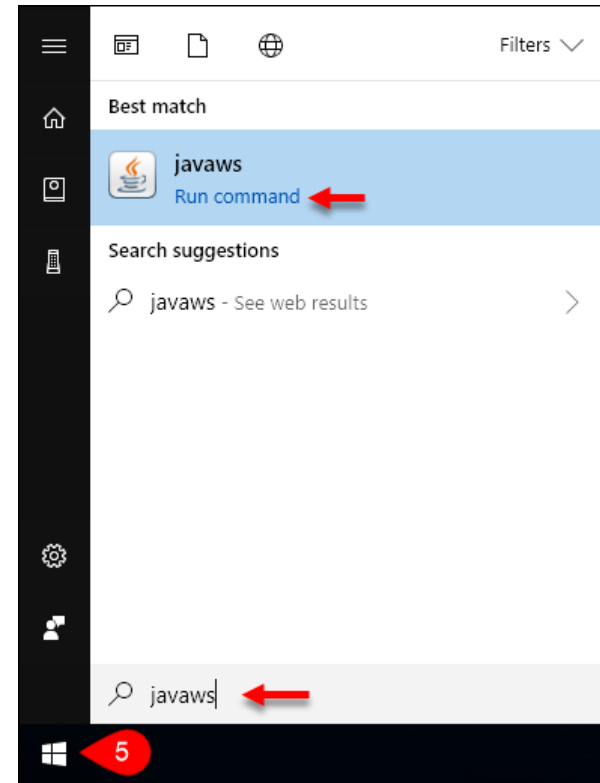 Filters
Best match
javaws
Run command
Search suggestions
javaws - See web results
javaws
5